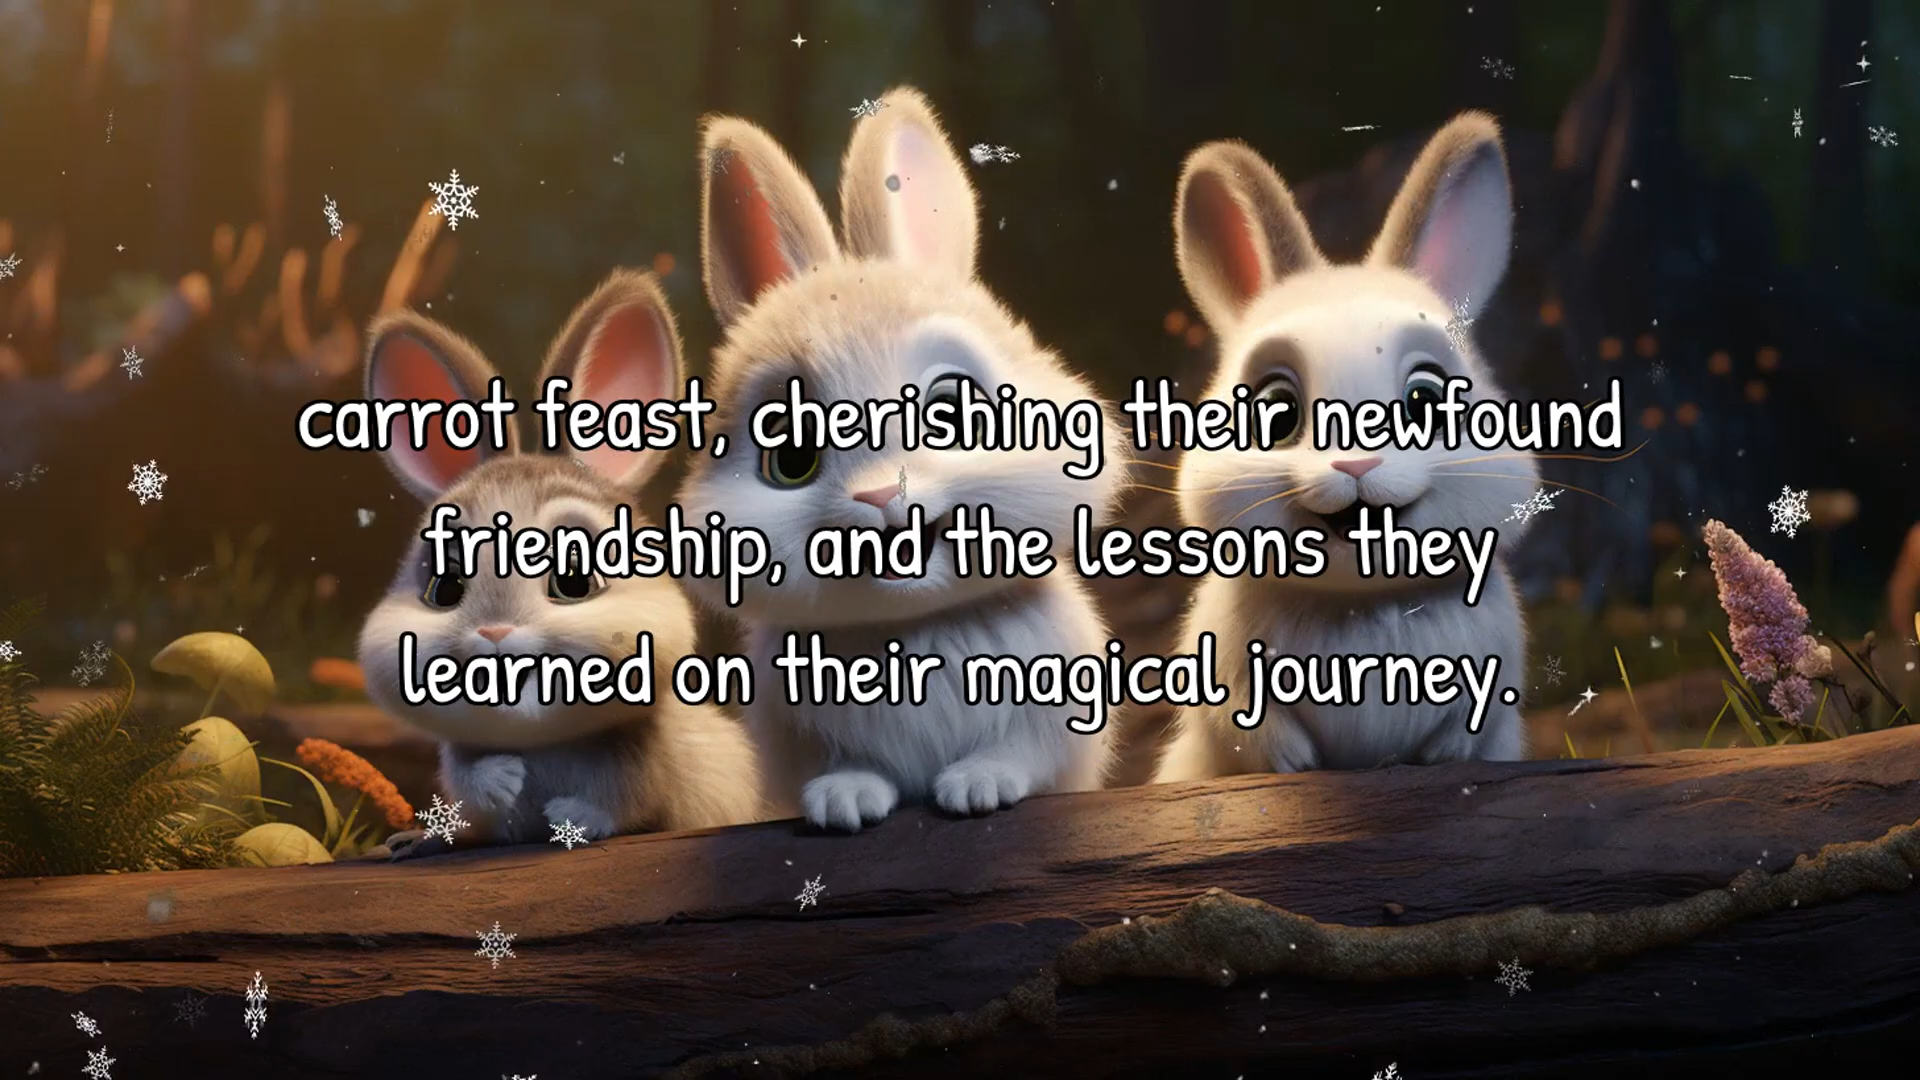 carrot feast, cherishing their newfound
friendship, and the lessons they
learned on their magical journey.